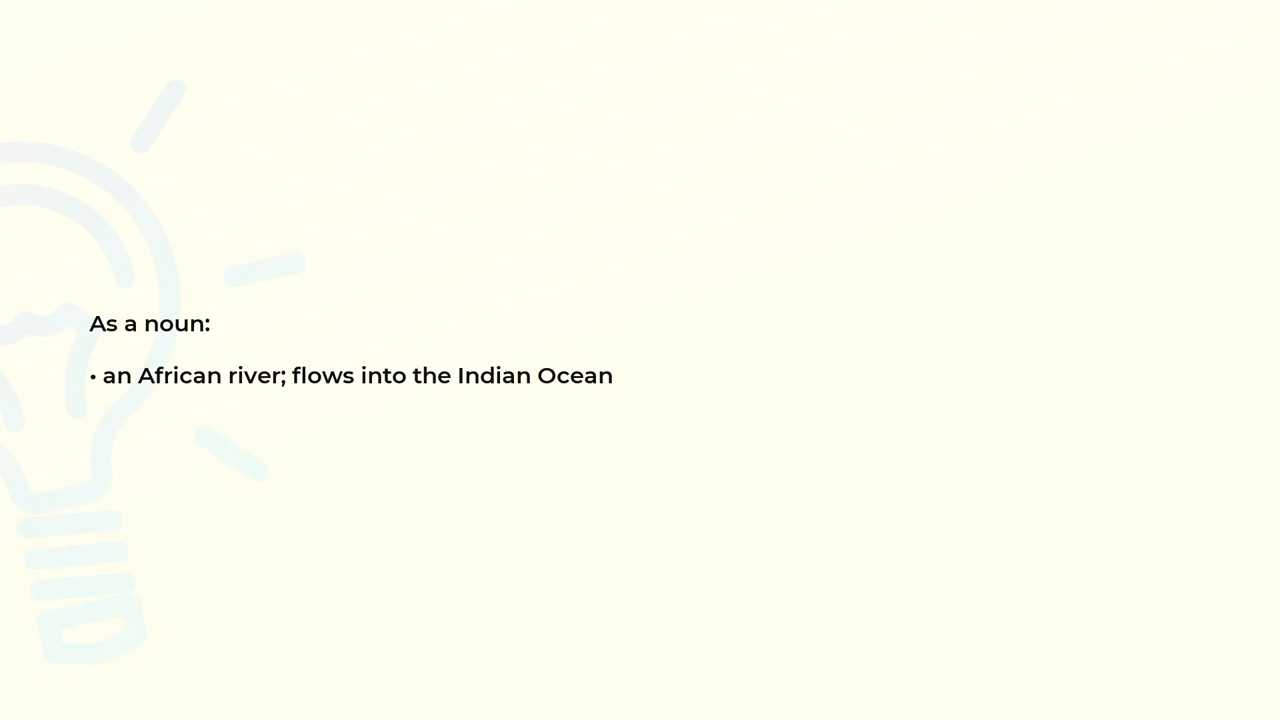 As a noun:
• an African river; flows into the Indian Ocean